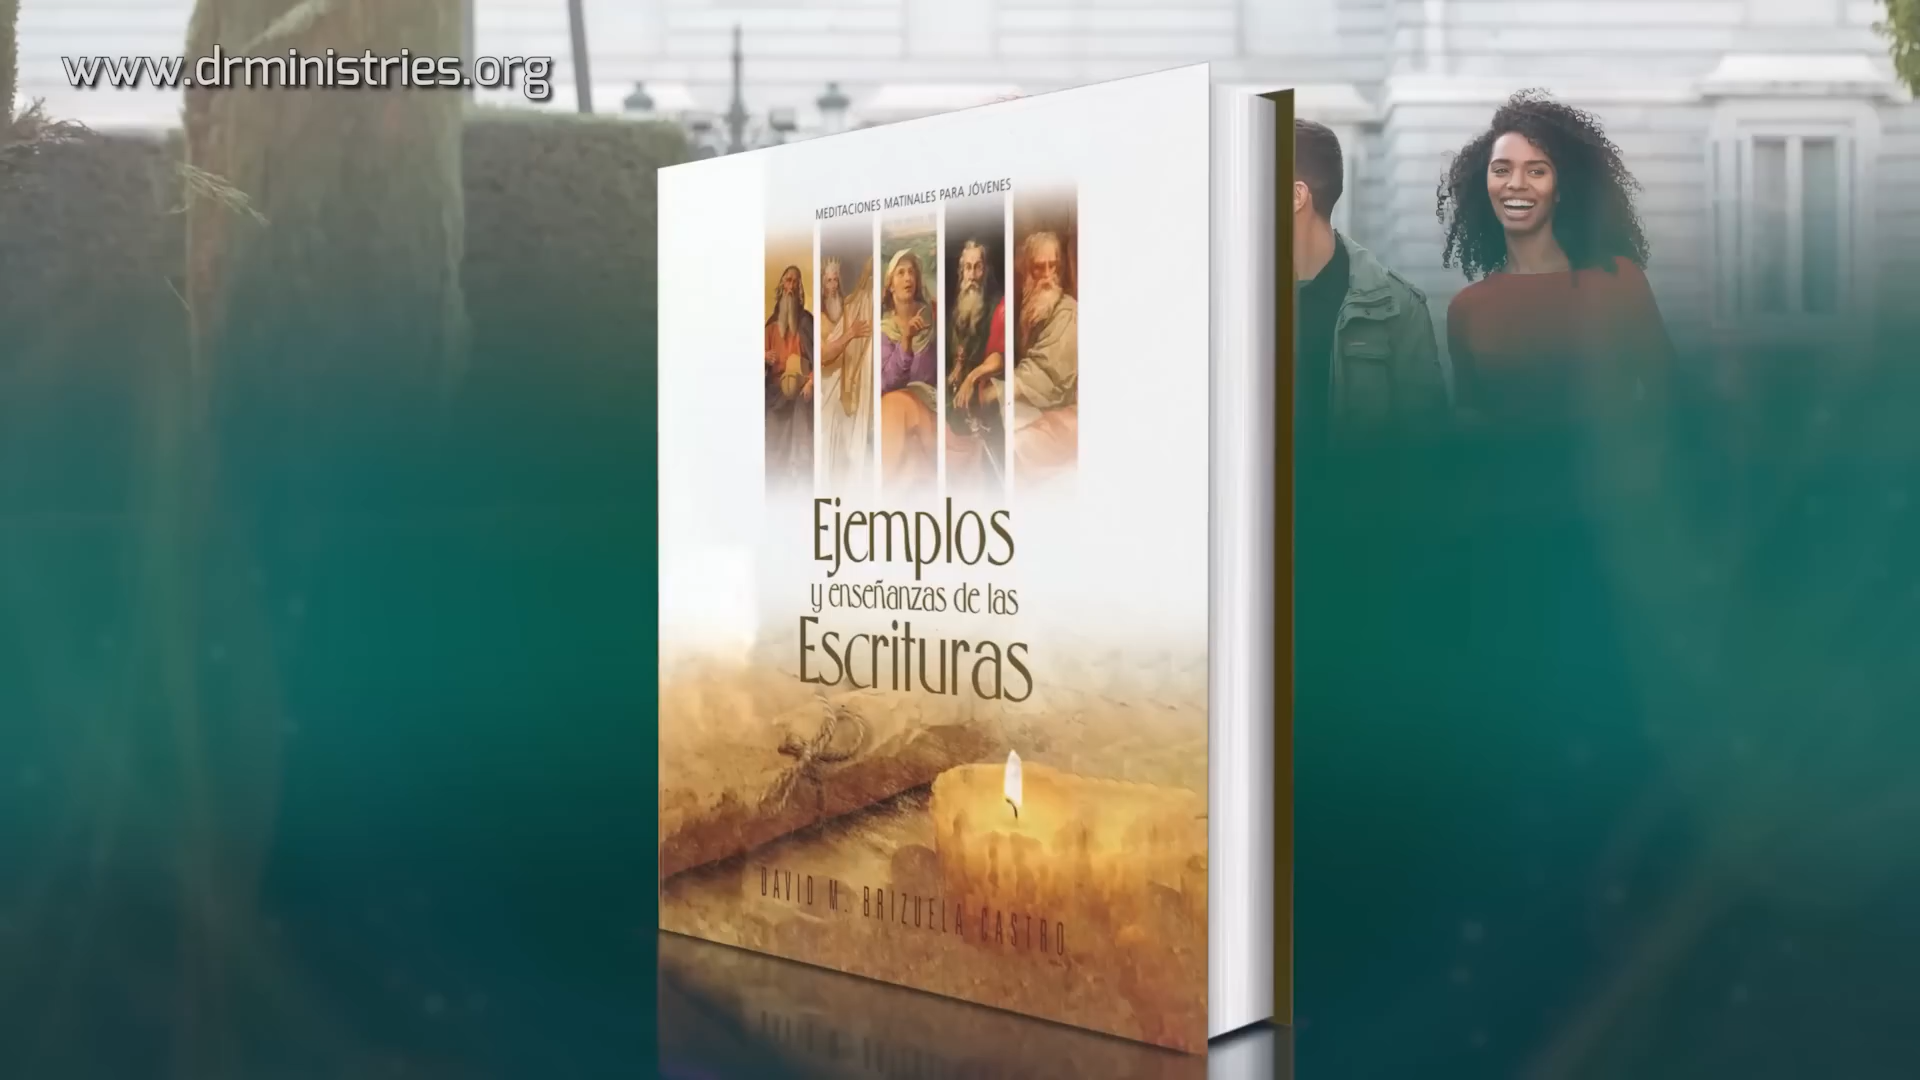 www.drministries.org
MEDITACIONES MATINALES PARA JÓVENES
Ejemplos
y enseñanzas de las
Escrituras
DAVID M. BRIZUELA CASTRO